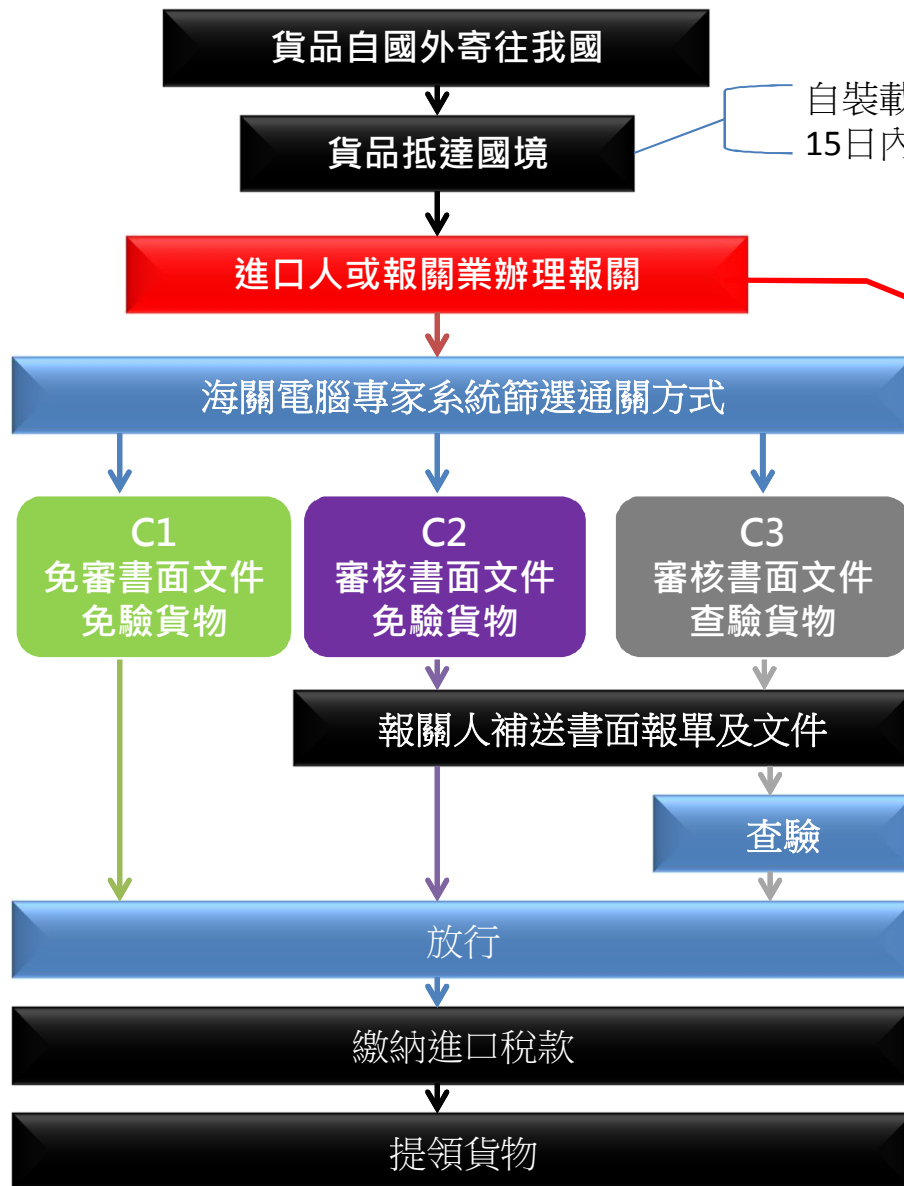 貨品自國外寄往我國
自裝載
貨品抵達國境
15日內
進口人或報關業辦理報關
海關電腦專家系統篩選通關方式
C1
免審書面文件
免驗貨物
C2
審核書面文件
免驗貨物
C3
審核書面文件
查驗貨物
報關人補送書面報單及文件
查驗
放行
繳納進口稅款
提領貨物